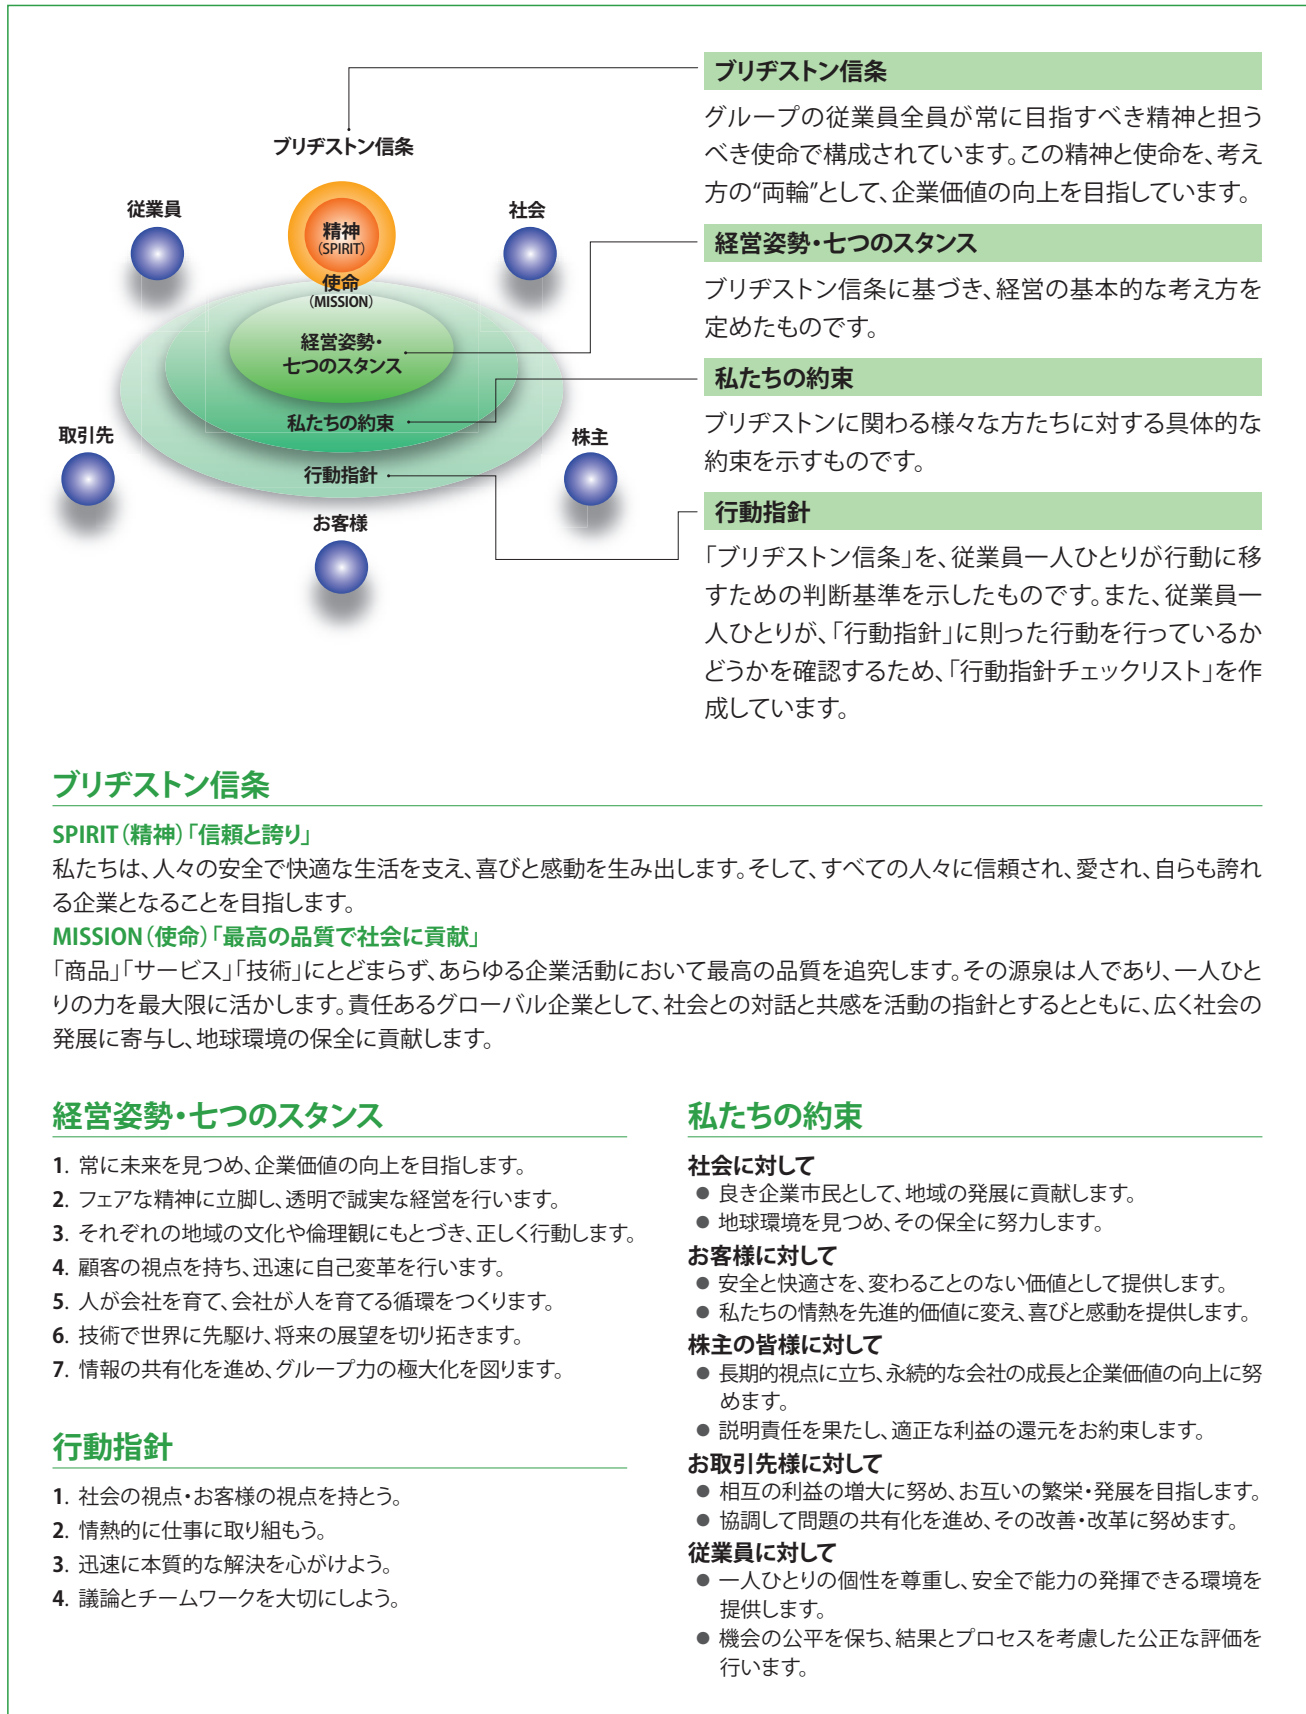 ブリヂストン信条
従業員
社会
精神
(SPIRIT)
使命
(MISSION)
経営姿勢・
七つのスタンス
私たちの約束
行動指針
取引先
株主
お客様
ブリヂストン信条
グループの従業員全員が常に目指すべき精神と担う
べき使命で構成されています。この精神と使命を、考え
方の“両輪”として、企業価値の向上を目指しています。
経営姿勢・七つのスタンス
ブリヂストン信条に基づき、経営の基本的な考え方を
定めたものです。
私たちの約束
ブリヂストンに関わる様々な方たちに対する具体的な
約束を示すものです。
行動指針
「ブリヂストン信条」を、従業員一人ひとりが行動に移
すための判断基準を示したものです。また、従業員一
人ひとりが、「行動指針」に則った行動を行っているか
どうかを確認するため、「行動指針チェックリスト」を作
成しています。
ブリヂストン信条
SPIRIT（精神）「信頼と誇り」
私たちは、人々の安全で快適な生活を支え、喜びと感動を生み出します。そして、すべての人々に信頼され、愛され、自らも誇れ
る企業となることを目指します。
MISSION（使命）「最高の品質で社会に貢献」
「商品」「サービス」「技術」にとどまらず、あらゆる企業活動において最高の品質を追究します。その源泉は人であり、一人ひと
りの力を最大限に活かします。責任あるグローバル企業として、社会との対話と共感を活動の指針とするとともに、広く社会の
発展に寄与し、地球環境の保全に貢献します。
経営姿勢・七つのスタンス
1. 常に未来を見つめ、企業価値の向上を目指します。
2. フェアな精神に立脚し、透明で誠実な経営を行います。
3. それぞれの地域の文化や倫理観にもとづき、正しく行動します。
4. 顧客の視点を持ち、迅速に自己変革を行います。
5. 人が会社を育て、会社が人を育てる循環をつくります。
6. 技術で世界に先駆け、将来の展望を切り拓きます。
7. 情報の共有化を進め、グループ力の極大化を図ります。
行動指針
1. 社会の視点・お客様の視点を持とう。
2. 情熱的に仕事に取り組もう。
3. 迅速に本質的な解決を心がけよう。
4. 議論とチームワークを大切にしよう。
私たちの約束
社会に対して
● 良き企業市民として、地域の発展に貢献します。
● 地球環境を見つめ、その保全に努力します。
お客様に対して
● 安全と快適さを、変わることのない価値として提供します。
● 私たちの情熱を先進的価値に変え、喜びと感動を提供します。
株主の皆様に対して
● 長期的視点に立ち、永続的な会社の成長と企業価値の向上に努
めます。
● 説明責任を果たし、適正な利益の還元をお約束します。
お取引先様に対して
● 相互の利益の増大に努め、お互いの繁栄・発展を目指します。
● 協調して問題の共有化を進め、その改善・改革に努めます。
従業員に対して
● 一人ひとりの個性を尊重し、安全で能力の発揮できる環境を
提供します。
● 機会の公平を保ち、結果とプロセスを考慮した公正な評価を
行います。